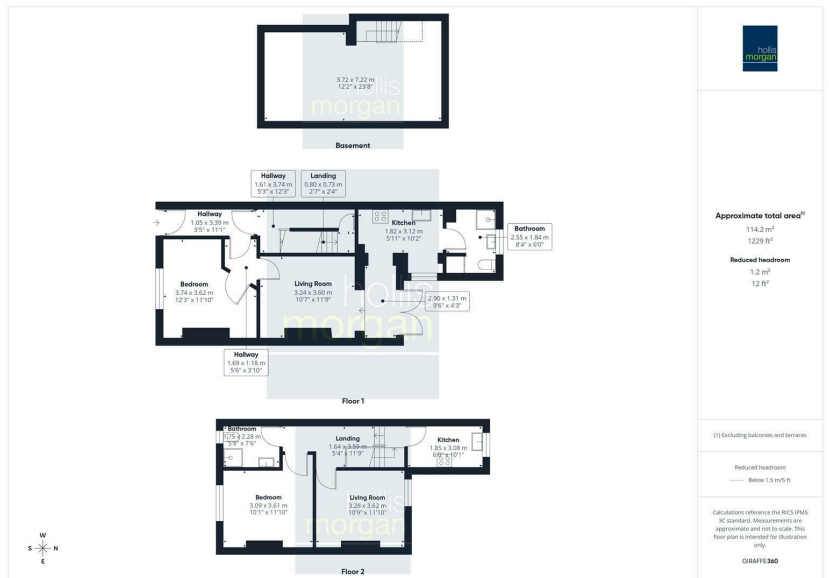 3.72 x 7.22 m
12'2" x 23'8"
hollis
morgan
Basement
Hallway
1.61 x 3.74 m
5'3" x 12'3"
Landing
0.80 x 0.73 m
2'7" x 2'4"
Hallway
1.05 x 3.39 m
3'5" x 11'1"
Kitchen
1.82 x 3.12 m
5'11" x 10'2"
Bathroom
2.55 x 1.84 m
8'4" x 6'0"
Bedroom
3.74 x 3.62 m
12'3" x 11'10"
Living Room
3.24 x 3.60 m
10'7" x 11'9"
2.90 x 1.31 m
9'6" x 4'3"
hollis
morgan
Hallway
1.69 x 1.18 m
5'6" x 3'10"
Floor 1
Bathroom
1.75 x 2.28 m
5'8" x 7'6"
Landing
1.64 x 3.59 m
5'4" x 11'9"
Kitchen
1.85 x 3.08 m
6'0" x 10'1"
Bedroom
3.09 x 3.61 m
10'1" x 11'10"
Living Room
3.28 x 3.62 m
10'9" x 11'10"
hollis
morgan
Floor 2
W
S N
E
hollis
morgan
Approximate total area(1)
114.2 m²
1229 ft²
Reduced headroom
1.2 m²
12 ft²
(1) Excluding balconies and terraces
Reduced headroom
Below 1.5 m/5 ft
Calculations reference the RICS IPMS
3C standard. Measurements are
approximate and not to scale. This
floor plan is intended for illustration
only.
GIRAFFE360